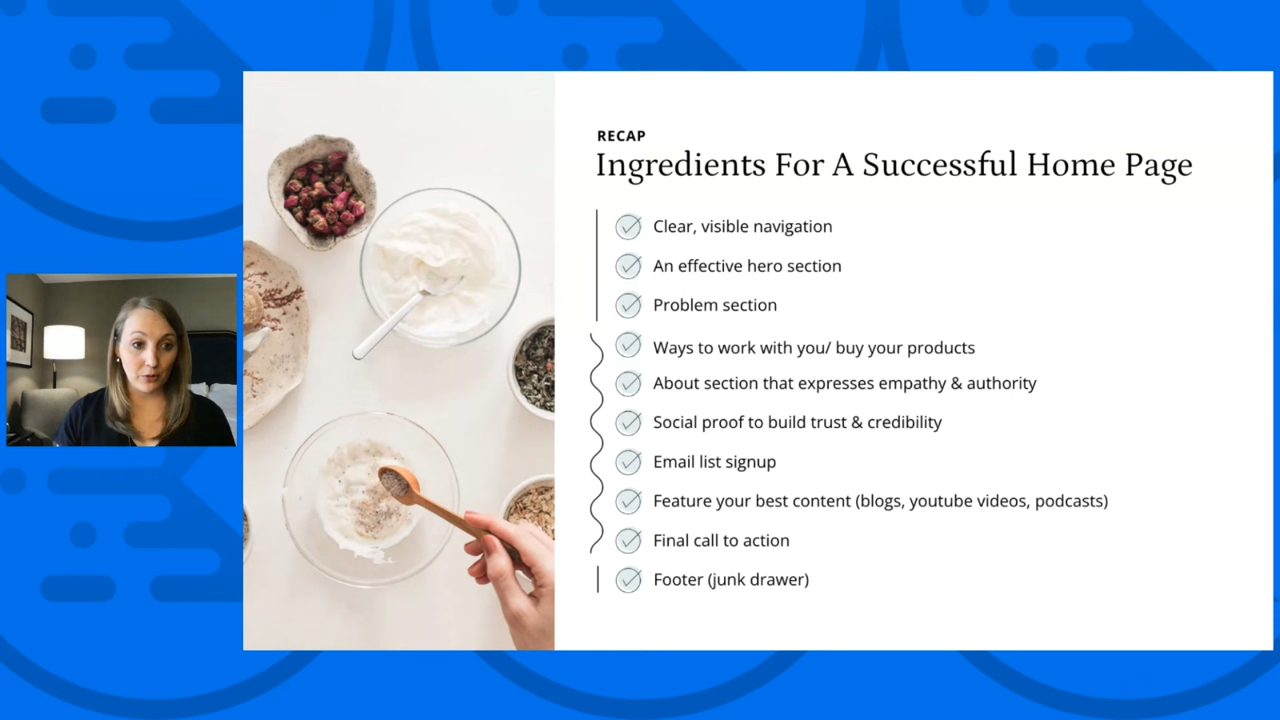 RECAP
Ingredients For A Successful Home Page
Clear, visible navigation
An effective hero section
Problem section
Ways to work with you/ buy your products
About section that expresses empathy & authority
Social proof to build trust & credibility
Email list signup
Feature your best content (blogs, youtube videos, podcasts)
Final call to action
Footer (junk drawer)